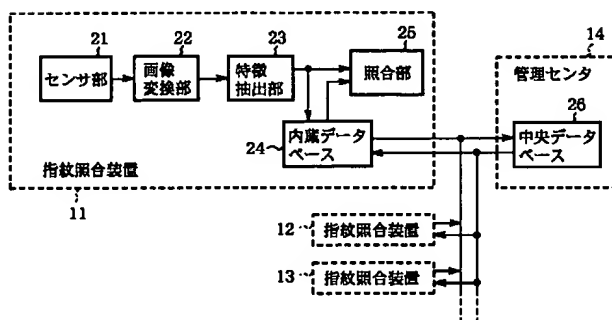 21
22
23
25
14
センサ部
画像
変換部
特徴
抽出部
照合部
管理センタ
26
24
内蔵データ
ベース
中央データ
ベース
指紋照合装置
11
12
指紋照合装置
13
指紋照合装置